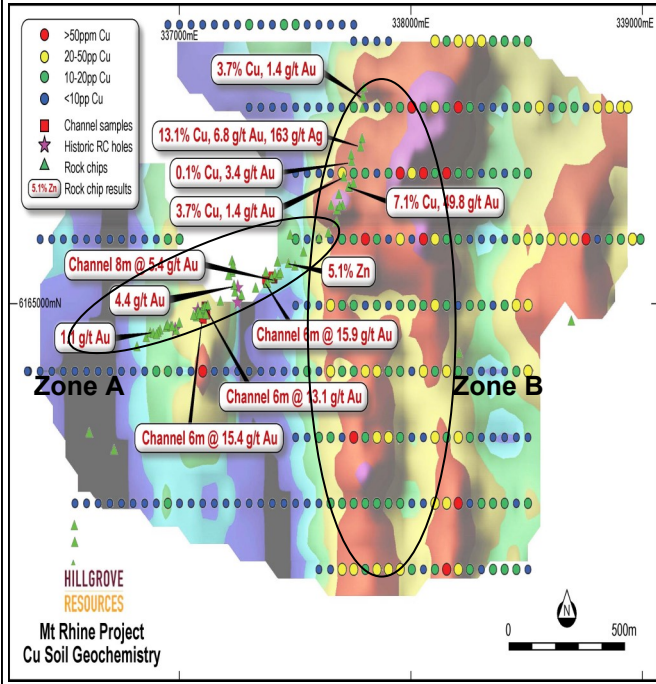 337000mE
338000mE
339000mE
>50ppm Cu
20-50pp Cu
10-20pp Cu
<10pp Cu
Channel samples
Historic RC holes
Rock chips
5.1% Zn Rock chip results
3.7% Cu, 1.4 g/t Au
13.1% Cu, 6.8 g/t Au, 163 g/t Ag
0.1% Cu, 3.4 g/t Au
3.7% Cu, 1.4 g/t Au
7.1% Cu, 49.8 g/t Au
Channel 8m @ 5.4 g/t Au
5.1% Zn
4.4 g/t Au
6165000mN
1.1 g/t Au
Channel 6m @ 15.9 g/t Au
Zone A
Zone B
Channel 6m @ 13.1 g/t Au
Channel 6m @ 15.4 g/t Au
HILLGROVE
RESOURCES
Mt Rhine Project
Cu Soil Geochemistry
N
0
500m